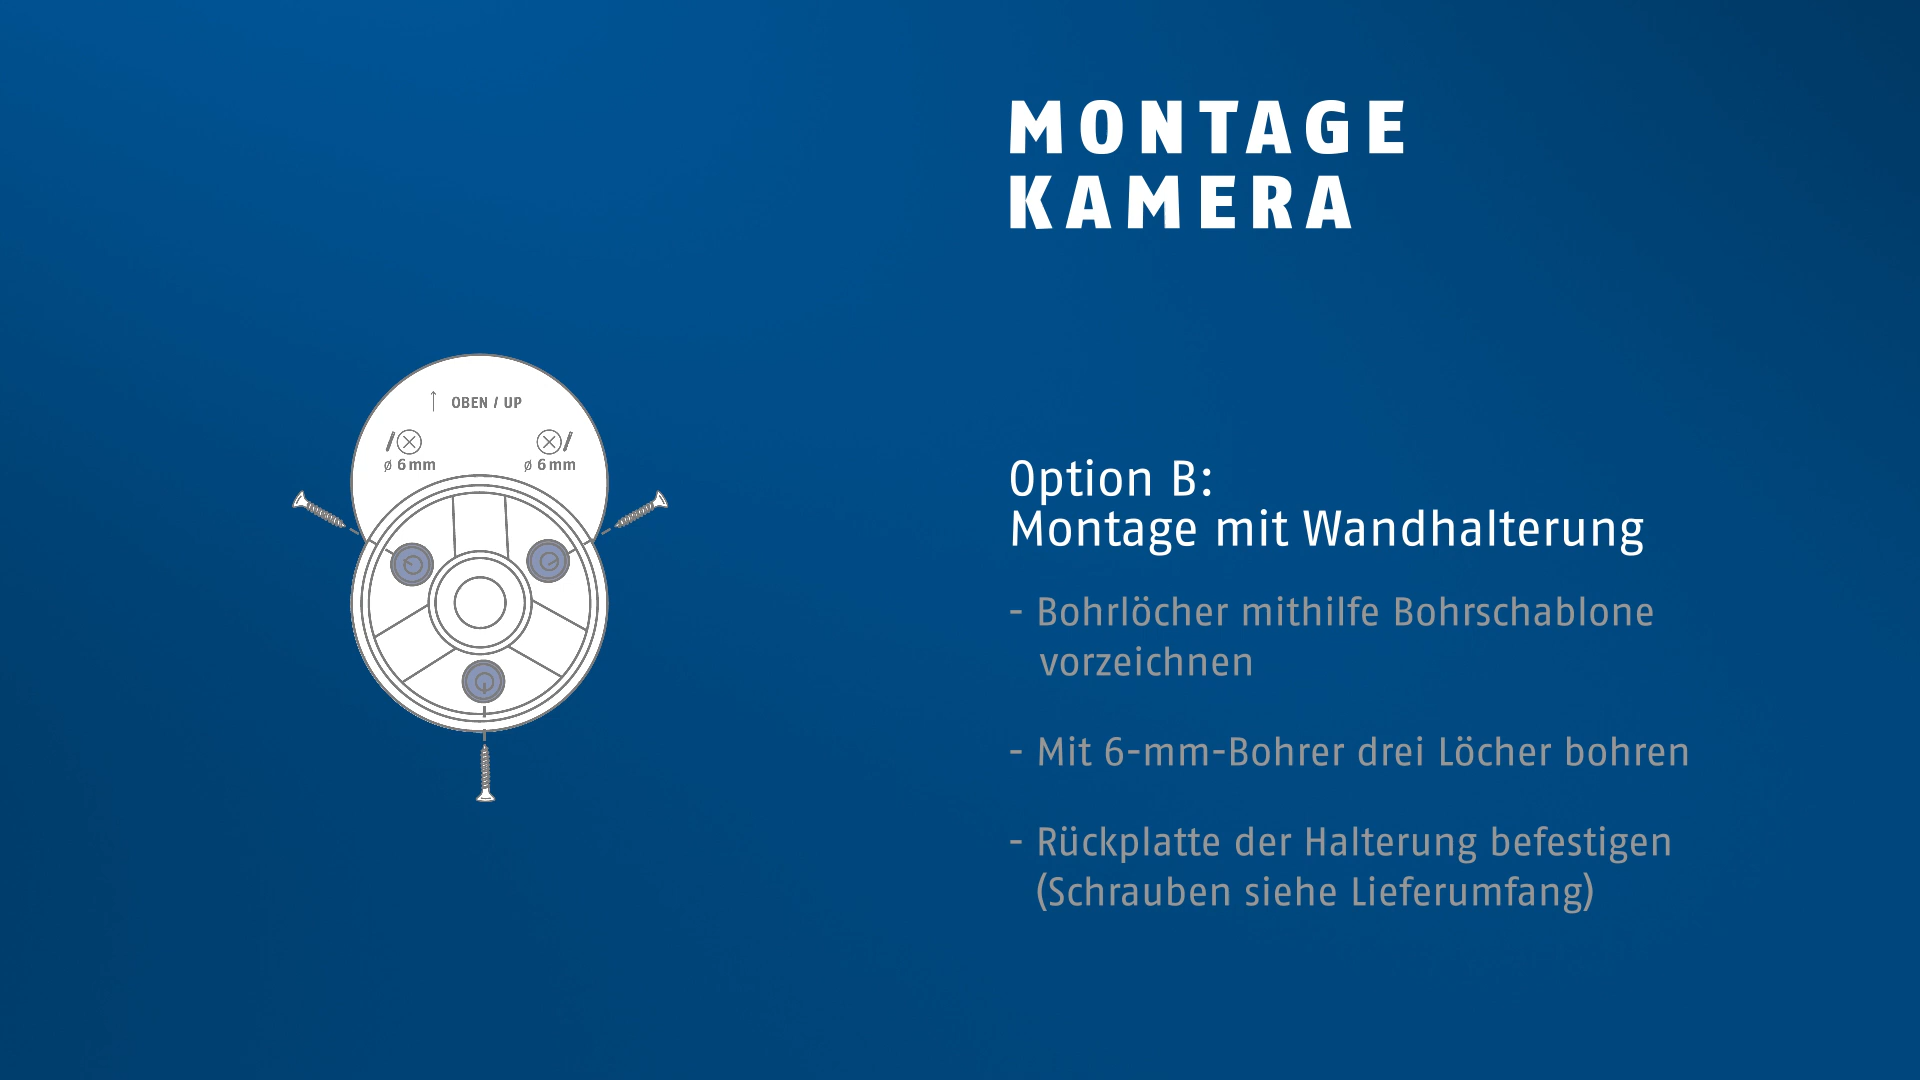 MONTAGE
KAMERA
↑ OBEN / UP
ø 6 mm ø 6 mm
Option B:
Montage mit Wandhalterung
- Bohrlöcher mithilfe Bohrschablone
vorzeichnen
- Mit 6-mm-Bohrer drei Löcher bohren
- Rückplatte der Halterung befestigen
(Schrauben siehe Lieferumfang)